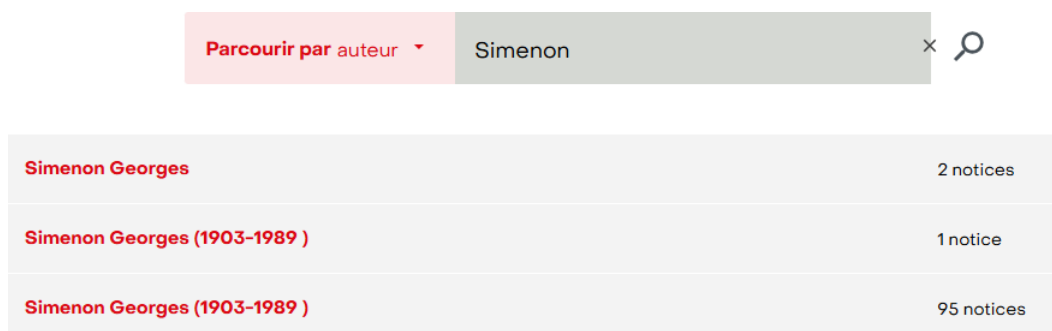 Parcourir par auteur Simenon ×
Simenon Georges 2 notices
Simenon Georges (1903-1989 ) 1 notice
Simenon Georges (1903-1989 ) 95 notices